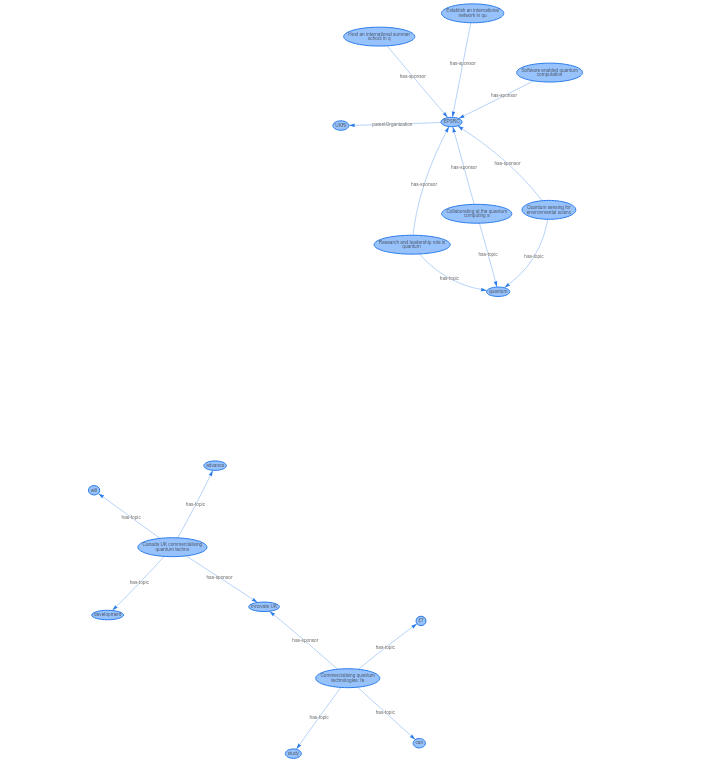 Establish an international
network in qu
Host an international summer
school in q
Software enabled quantum
computation
has-sponsor
has-sponsor
has-sponsor
UKRI
parentOrganization
EPSRC
has-sponsor
has-sponsor
has-sponsor
Collaborating at the quantum
computing a
Quantum sensing for
environmental scienc
Research and leadership role in
quantum
has-topic
has-topic
has-topic
quantum
advance
will
has-topic
has-topic
Canada UK commercialising
quantum techno
has-topic
has-sponsor
development
Innovate UK
has-sponsor
has-topic
Commercialising quantum
technologies: fe
has-topic
has-topic
can
study